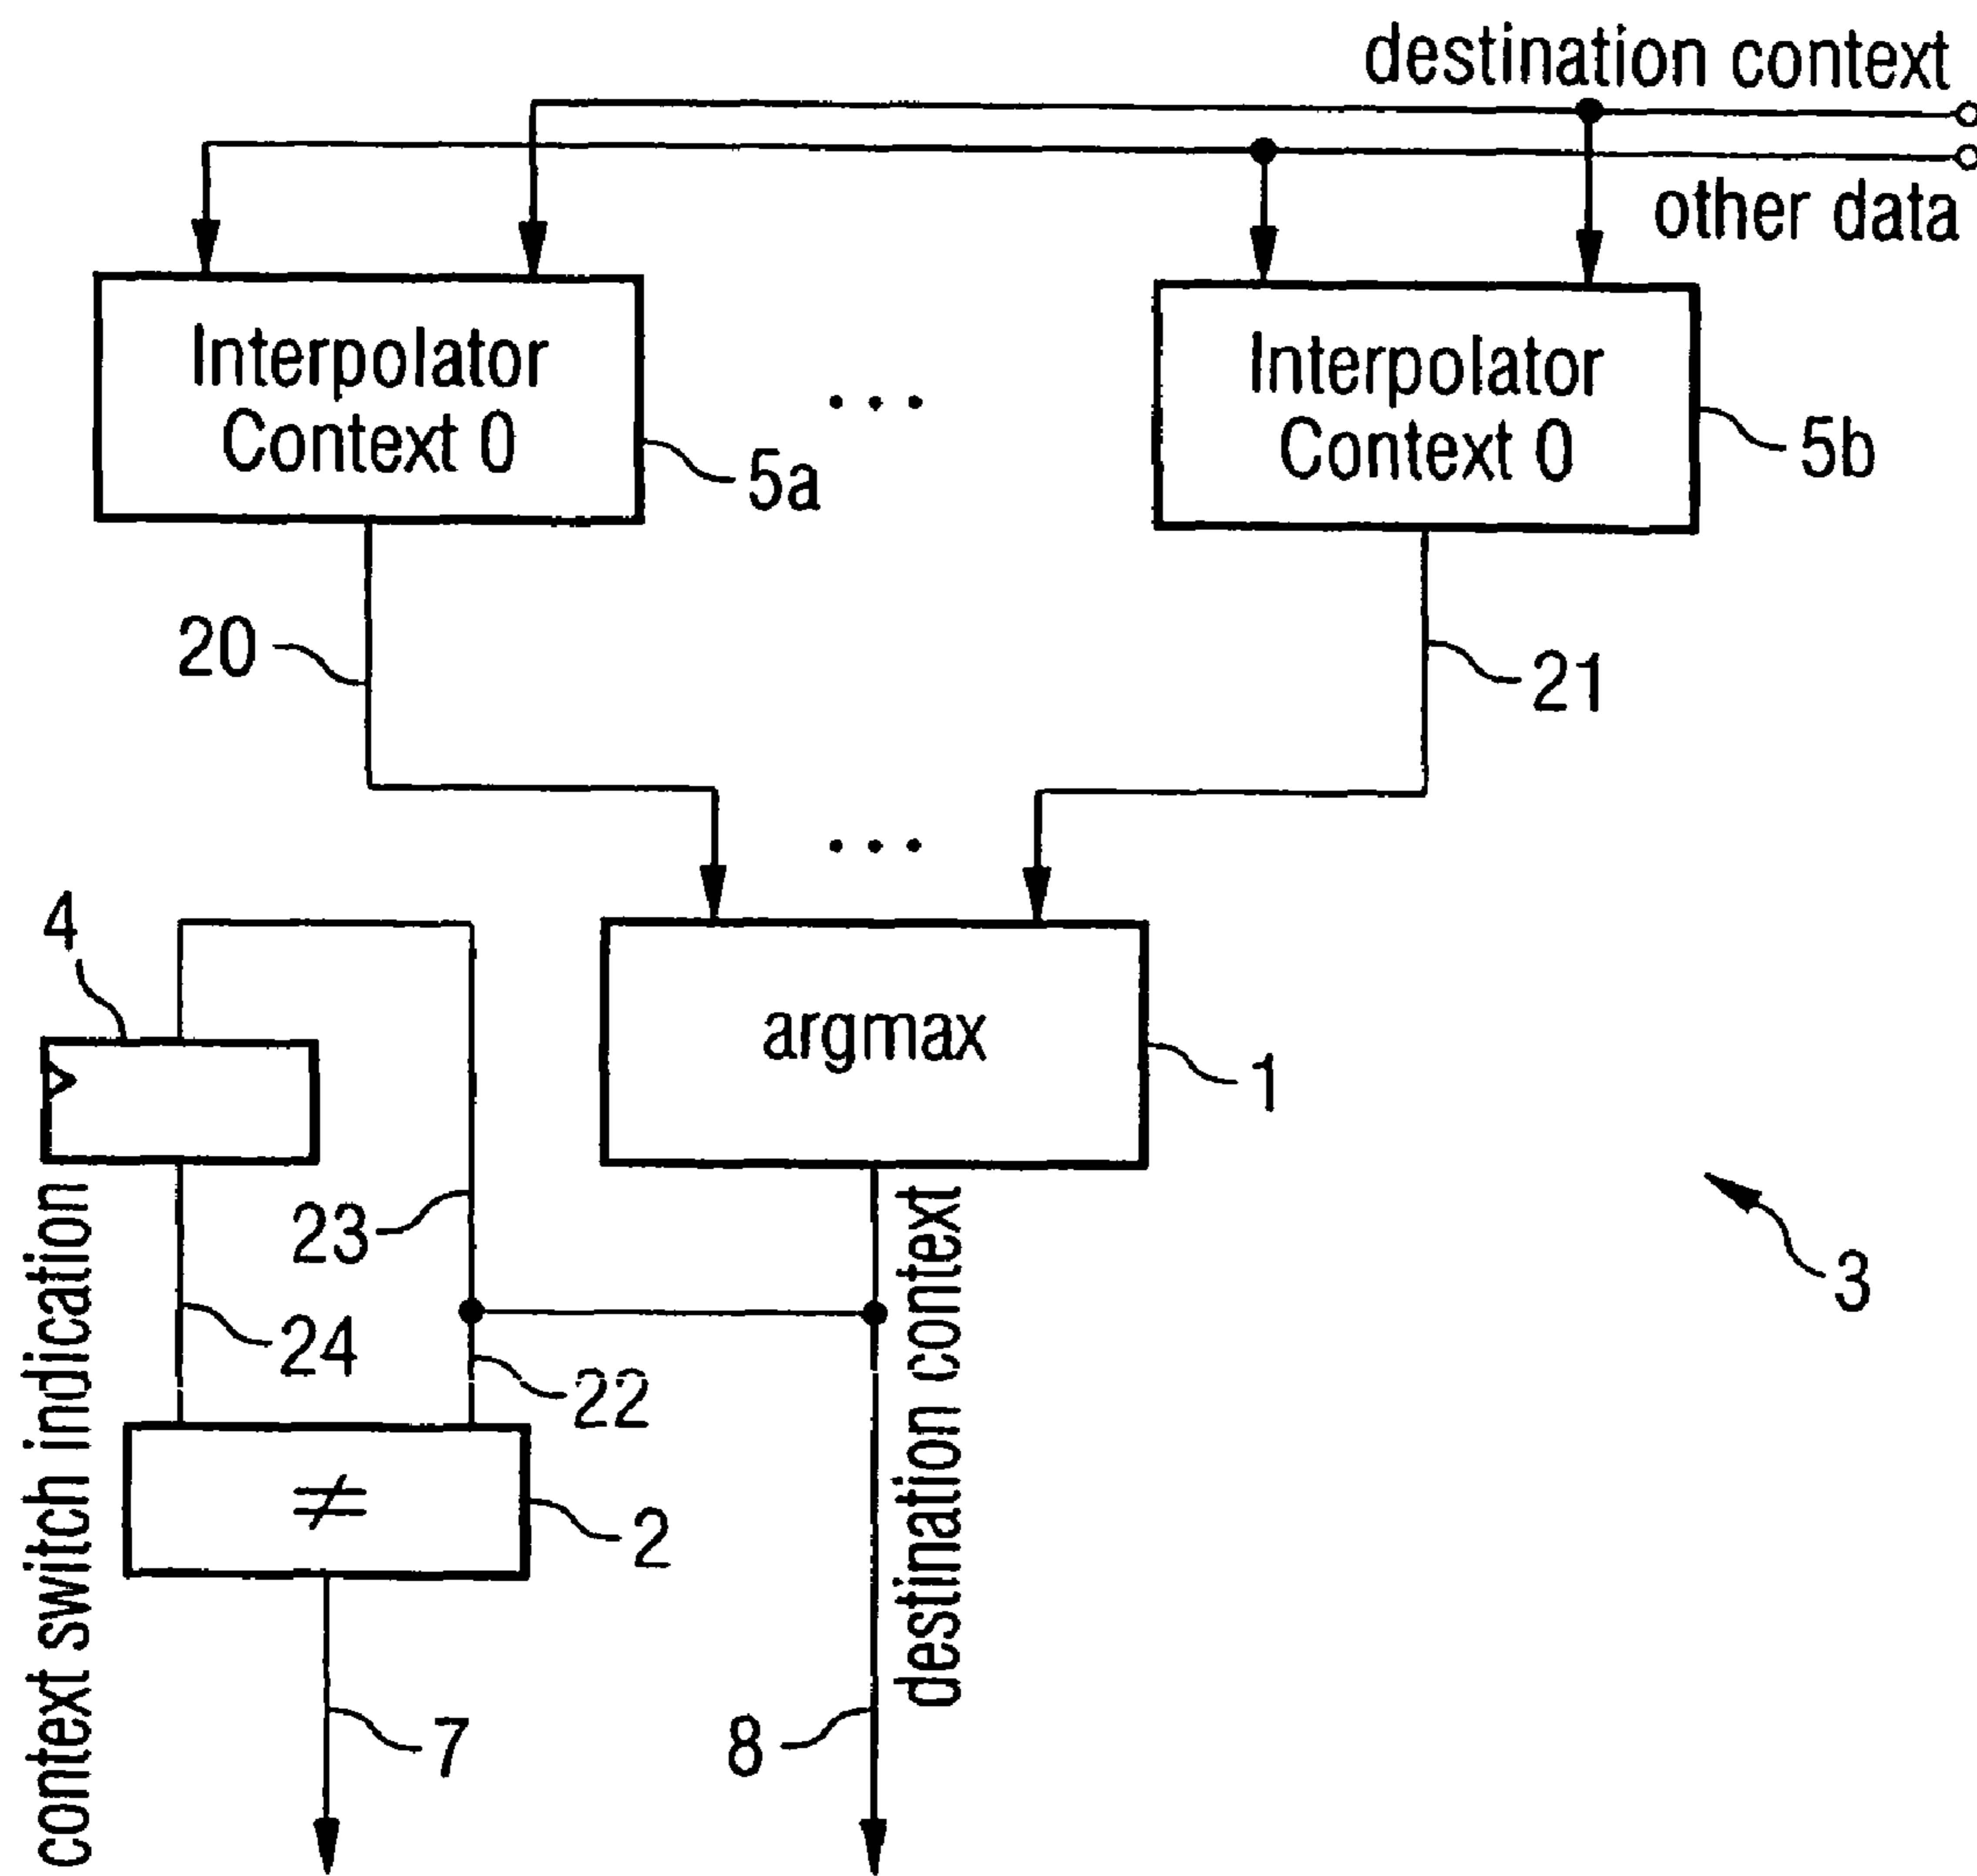 destination context
other data
Interpolator
Context 0
5a
Interpolator
Context 0
5b
20
21
4
argmax
1
23
24
22
3
≠
2
context switch indication
destination context
7
8